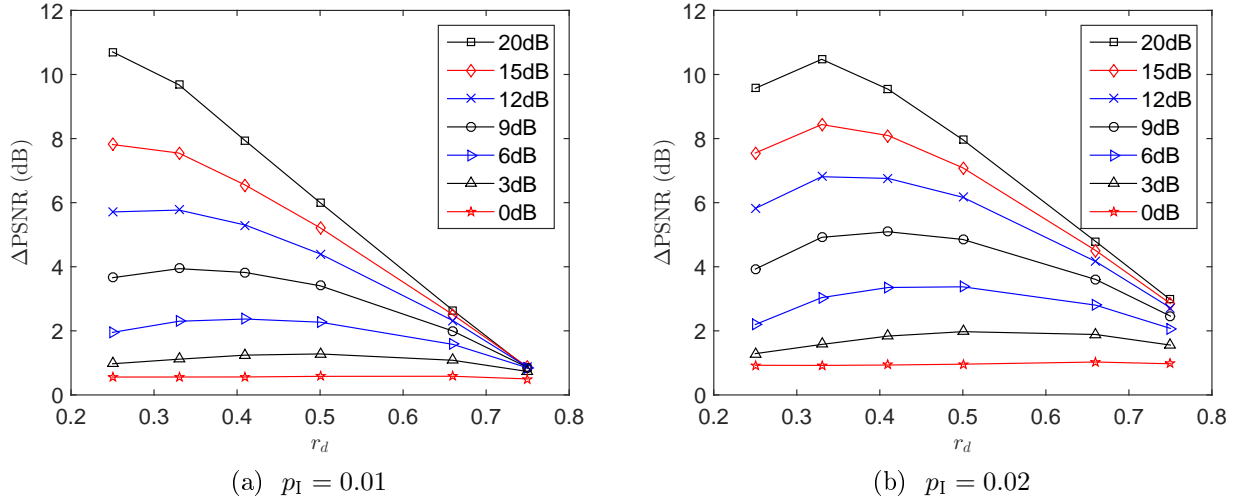 12
10
8
6
4
2
0
ΔPSNR (dB)
0.2 0.3 0.4 0.5 0.6 0.7 0.8
r_d
20dB
15dB
12dB
9dB
6dB
3dB
0dB
(a) p_I = 0.01
12
10
8
6
4
2
0
ΔPSNR (dB)
0.2 0.3 0.4 0.5 0.6 0.7 0.8
r_d
20dB
15dB
12dB
9dB
6dB
3dB
0dB
(b) p_I = 0.02